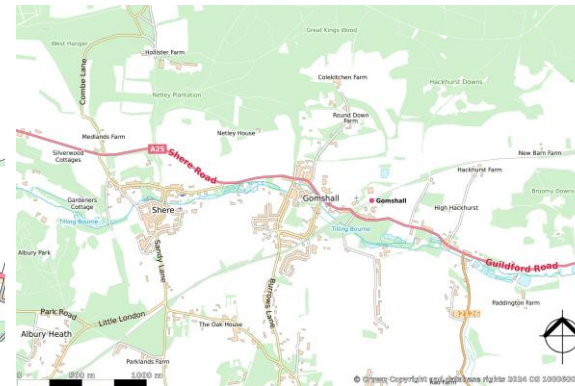 Great Kings Wood
West Hanger
Hollister Farm
Combe Lane
Colekitchen Farm
Hackhurst Downs
Netley Plantation
Round Down
Farm
Netley House
Medlands Farm
A25
Shere Road
Silverwood
Cottages
New Barn Farm
Hackhurst Farm
Gardeners
Cottage
Gomshall
Gomshall
Broomy Downs
Tilling Bourne
Shere
High Hackhurst
Tilling Bourne
Albury Park
Sandy Lane
Guildford Road
Burrows Lane
Paddington Farm
Park Road
Little London
B2126
The Oak House
Albury Heath
Parklands Farm
0
500 m
1000 m
© Crown Copyright and database rights 2024 OS